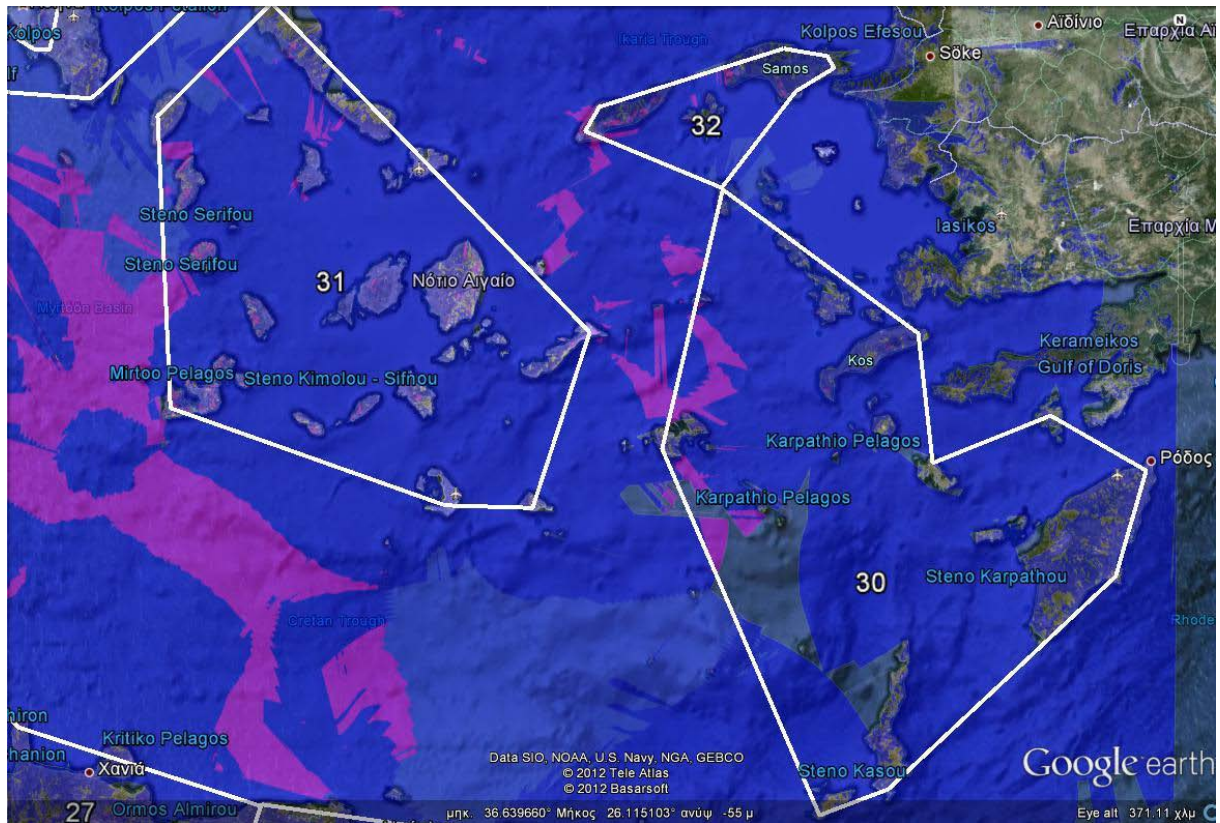 Kolpos Petalion
Kolpos
Ikaria Trough
Kolpos Efesou
Αϊδίνιο
Επαρχία Αϊ
N
Söke
Samos
32
Steno Serifou
Iasikos
Επαρχία Μ
Steno Serifou
31
Νότιο Αιγαίο
Myrtoon Basin
Kerameikos
Gulf of Doris
Mirtoo Pelagos
Steno Kimolou - Sifnou
Kos
Karpathio Pelagos
Ρόδος
Karpathio Pelagos
30
Steno Karpathou
Cretan Trough
Rhode
hiron
Kritiko Pelagos
hanion
Χανιά
Data SIO, NOAA, U.S. Navy, NGA, GEBCO
© 2012 Tele Atlas
© 2012 Basarsoft
Steno Kasou
Google earth
27
Ormos Almirou
μηκ. 36.639660° Μήκος 26.115103° ανύψ -55 μ
Eye alt 371.11 χλμ